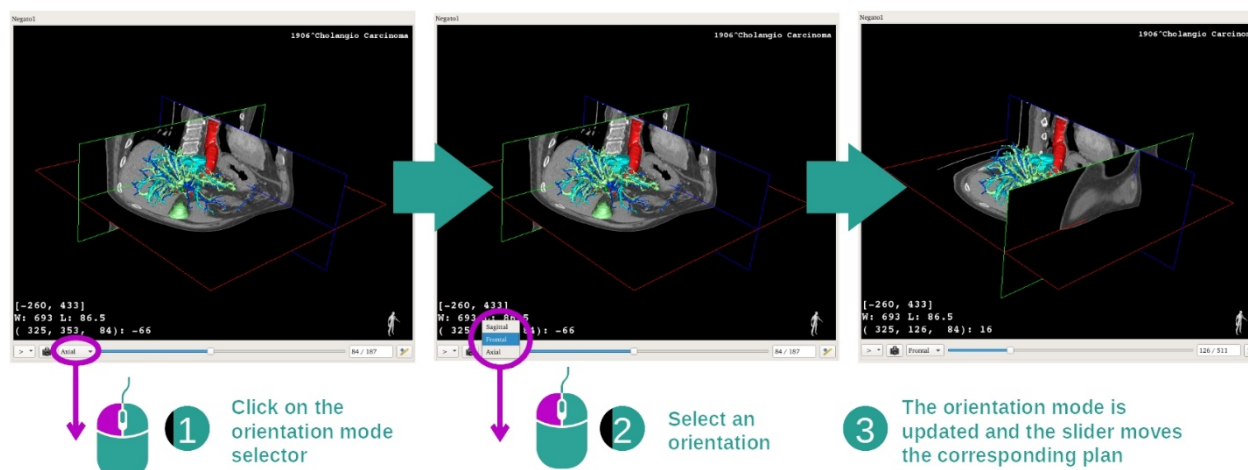 Negato1
1906^Cholangio Carcinoma
[-260, 433]
W: 693 L: 86.5
( 325, 353,  84): -66
> Axial 84 / 187
Negato1
1906^Cholangio Carcinoma
[-260, 433]
W: 693 L: 86.5
( 325, : -66
Sagittal
Frontal
Axial
> 84 / 187
Negato1
1906^Cholangio Carcinom
[-260, 433]
W: 693 L: 86.5
( 325, 126,  84): 16
> Frontal 126 / 511
1
Click on the
orientation mode
selector
2
Select an
orientation
3
The orientation mode is
updated and the slider moves
the corresponding plan